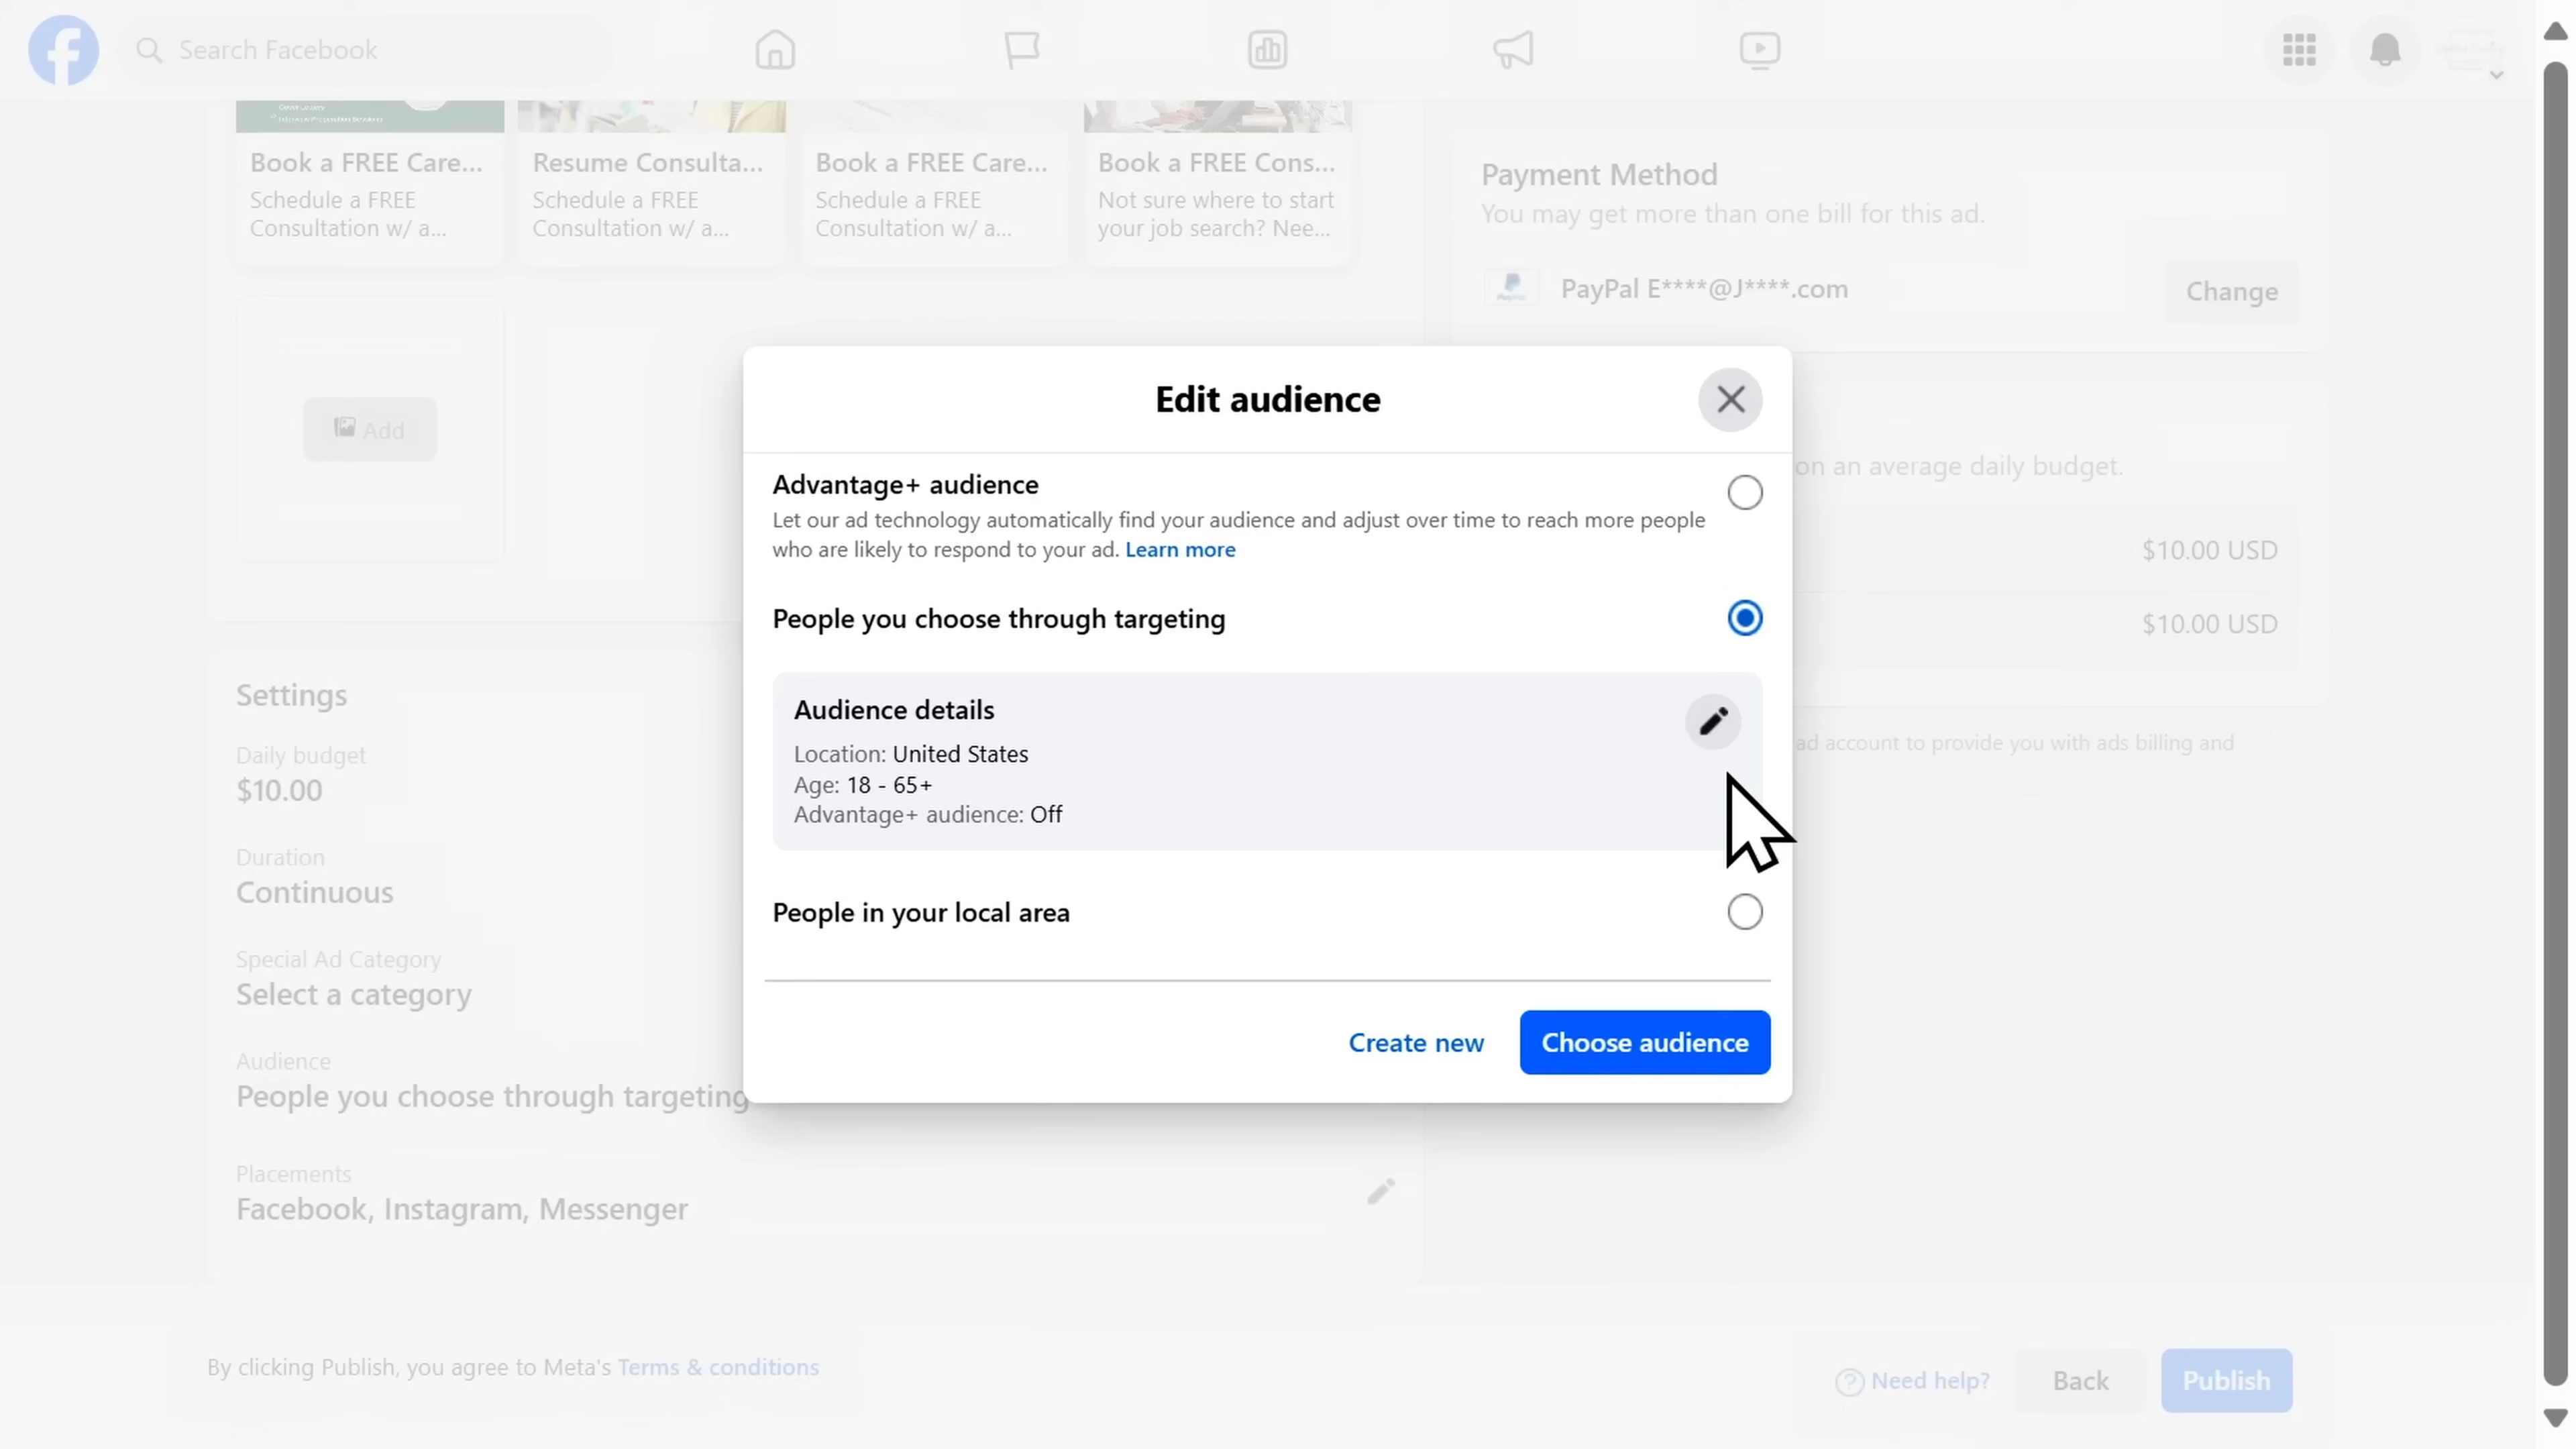 Search Facebook
Book a FREE Care...
Schedule a FREE
Consultation w/ a...
Resume Consulta...
Schedule a FREE
Consultation w/ a...
Book a FREE Care...
Schedule a FREE
Consultation w/ a...
Book a FREE Cons...
Not sure where to start
your job search? Nee...
Add
Payment Method
You may get more than one bill for this ad.
PayPal
PayPal E****@J****.com
Change
on an average daily budget.
$10.00 USD
$10.00 USD
ad account to provide you with ads billing and
Edit audience
Advantage+ audience
Let our ad technology automatically find your audience and adjust over time to reach more people
who are likely to respond to your ad. Learn more
People you choose through targeting
Audience details
Location: United States
Age: 18 - 65+
Advantage+ audience: Off
People in your local area
Create new
Choose audience
Settings
Daily budget
$10.00
Duration
Continuous
Special Ad Category
Select a category
Audience
People you choose through targeting
Placements
Facebook, Instagram, Messenger
By clicking Publish, you agree to Meta's Terms & conditions
Need help?
Back
Publish